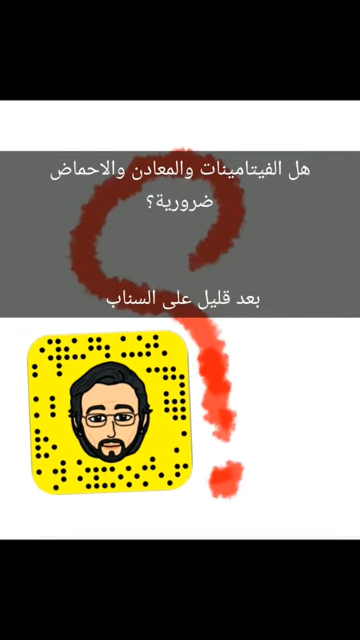 هل الفيتامينات والمعادن والاحماض
ضرورية؟
بعد قليل على السناب